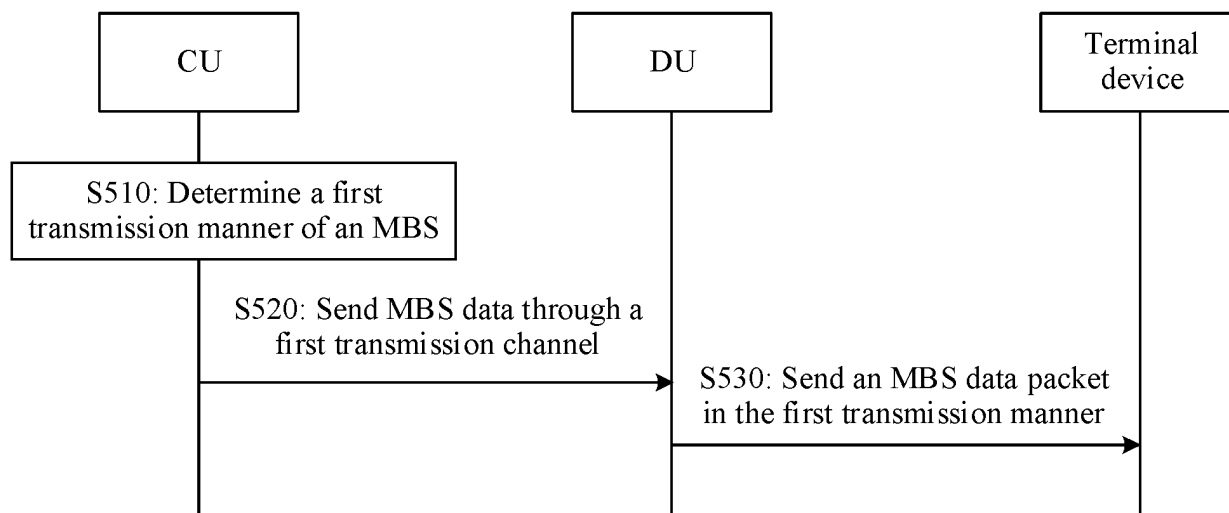 CU
DU
Terminal
device
S510: Determine a first
transmission manner of an MBS
S520: Send MBS data through a
first transmission channel
S530: Send an MBS data packet
in the first transmission manner